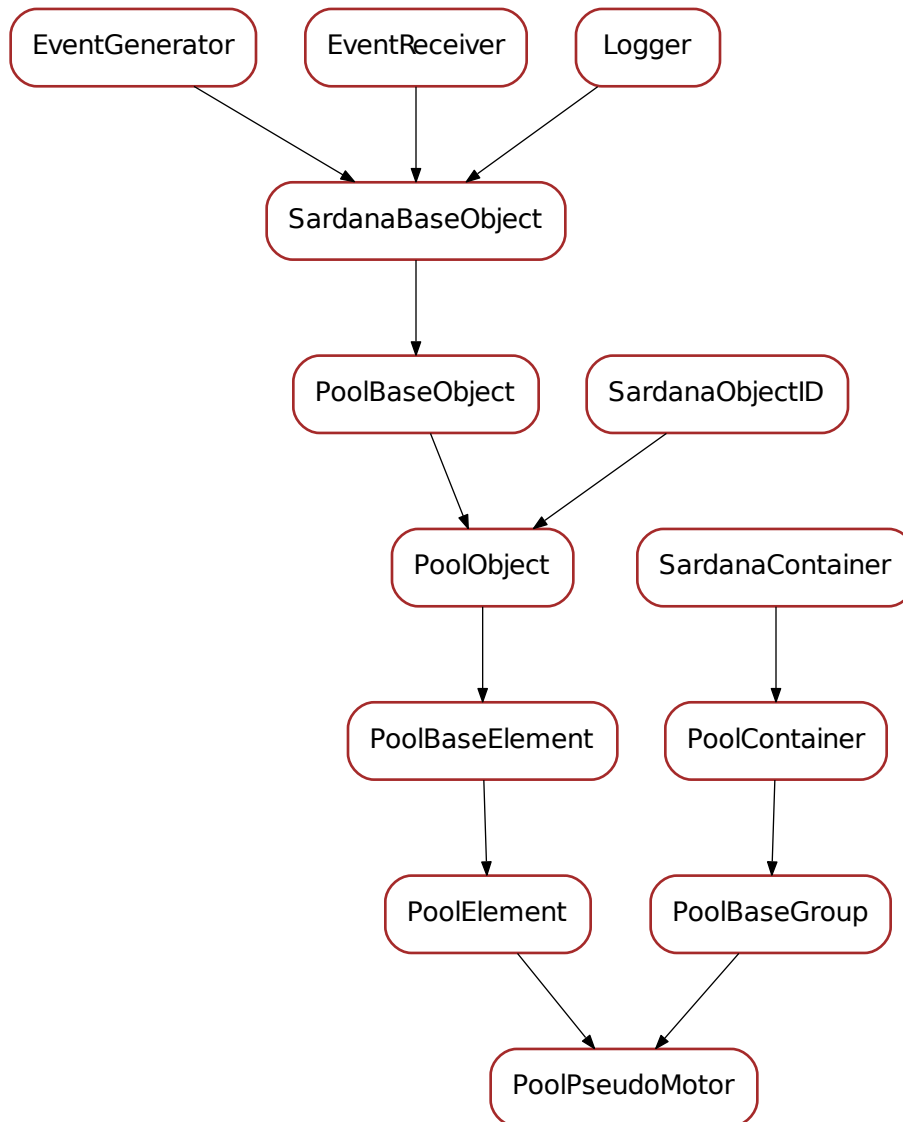 EventGenerator
EventReceiver
Logger
SardanaBaseObject
PoolBaseObject
SardanaObjectID
PoolObject
SardanaContainer
PoolBaseElement
PoolContainer
PoolElement
PoolBaseGroup
PoolPseudoMotor